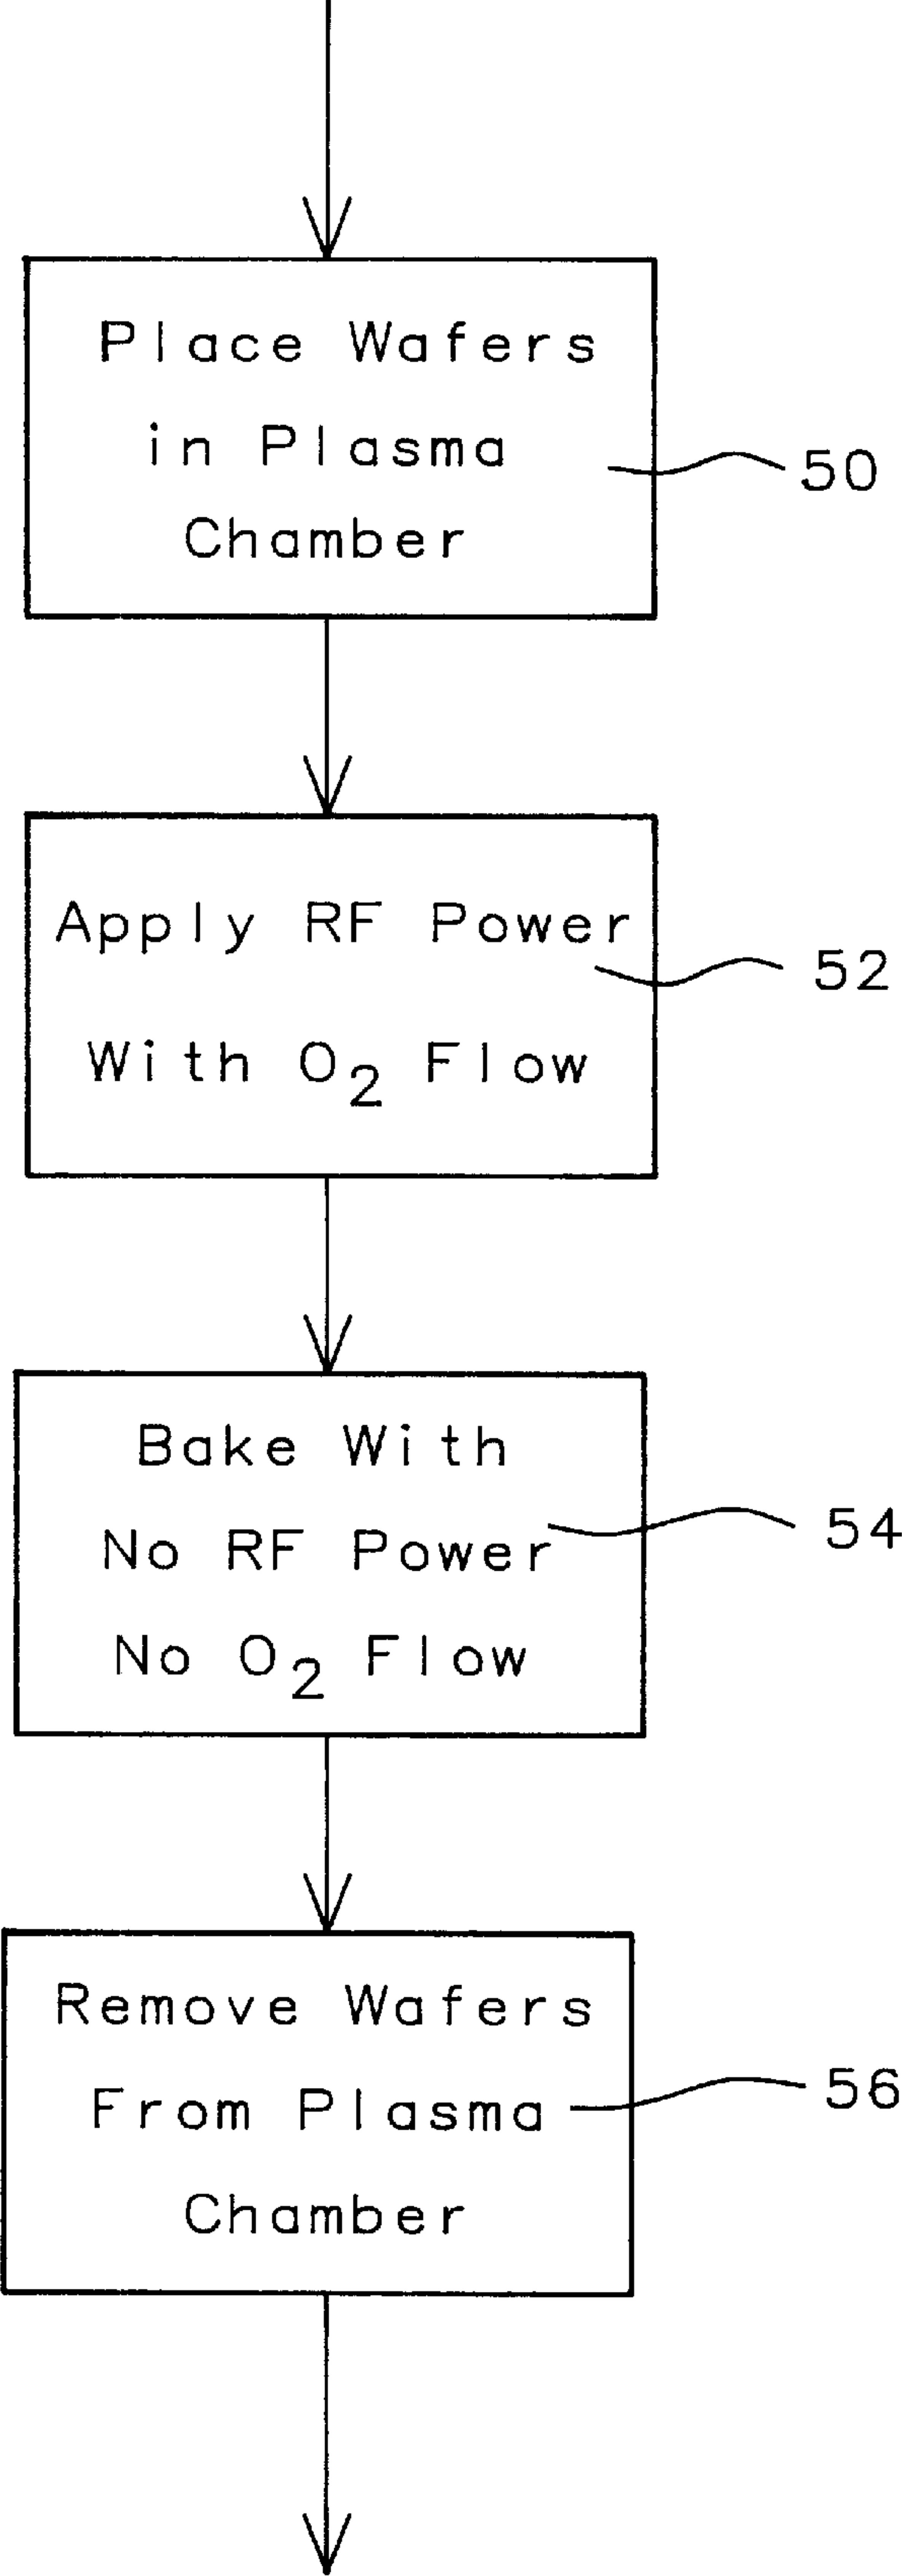 Place Wafers
in Plasma
Chamber
50
Apply RF Power
52
With O₂ Flow
Bake With
No RF Power
54
No O₂ Flow
Remove Wafers
From Plasma
56
Chamber